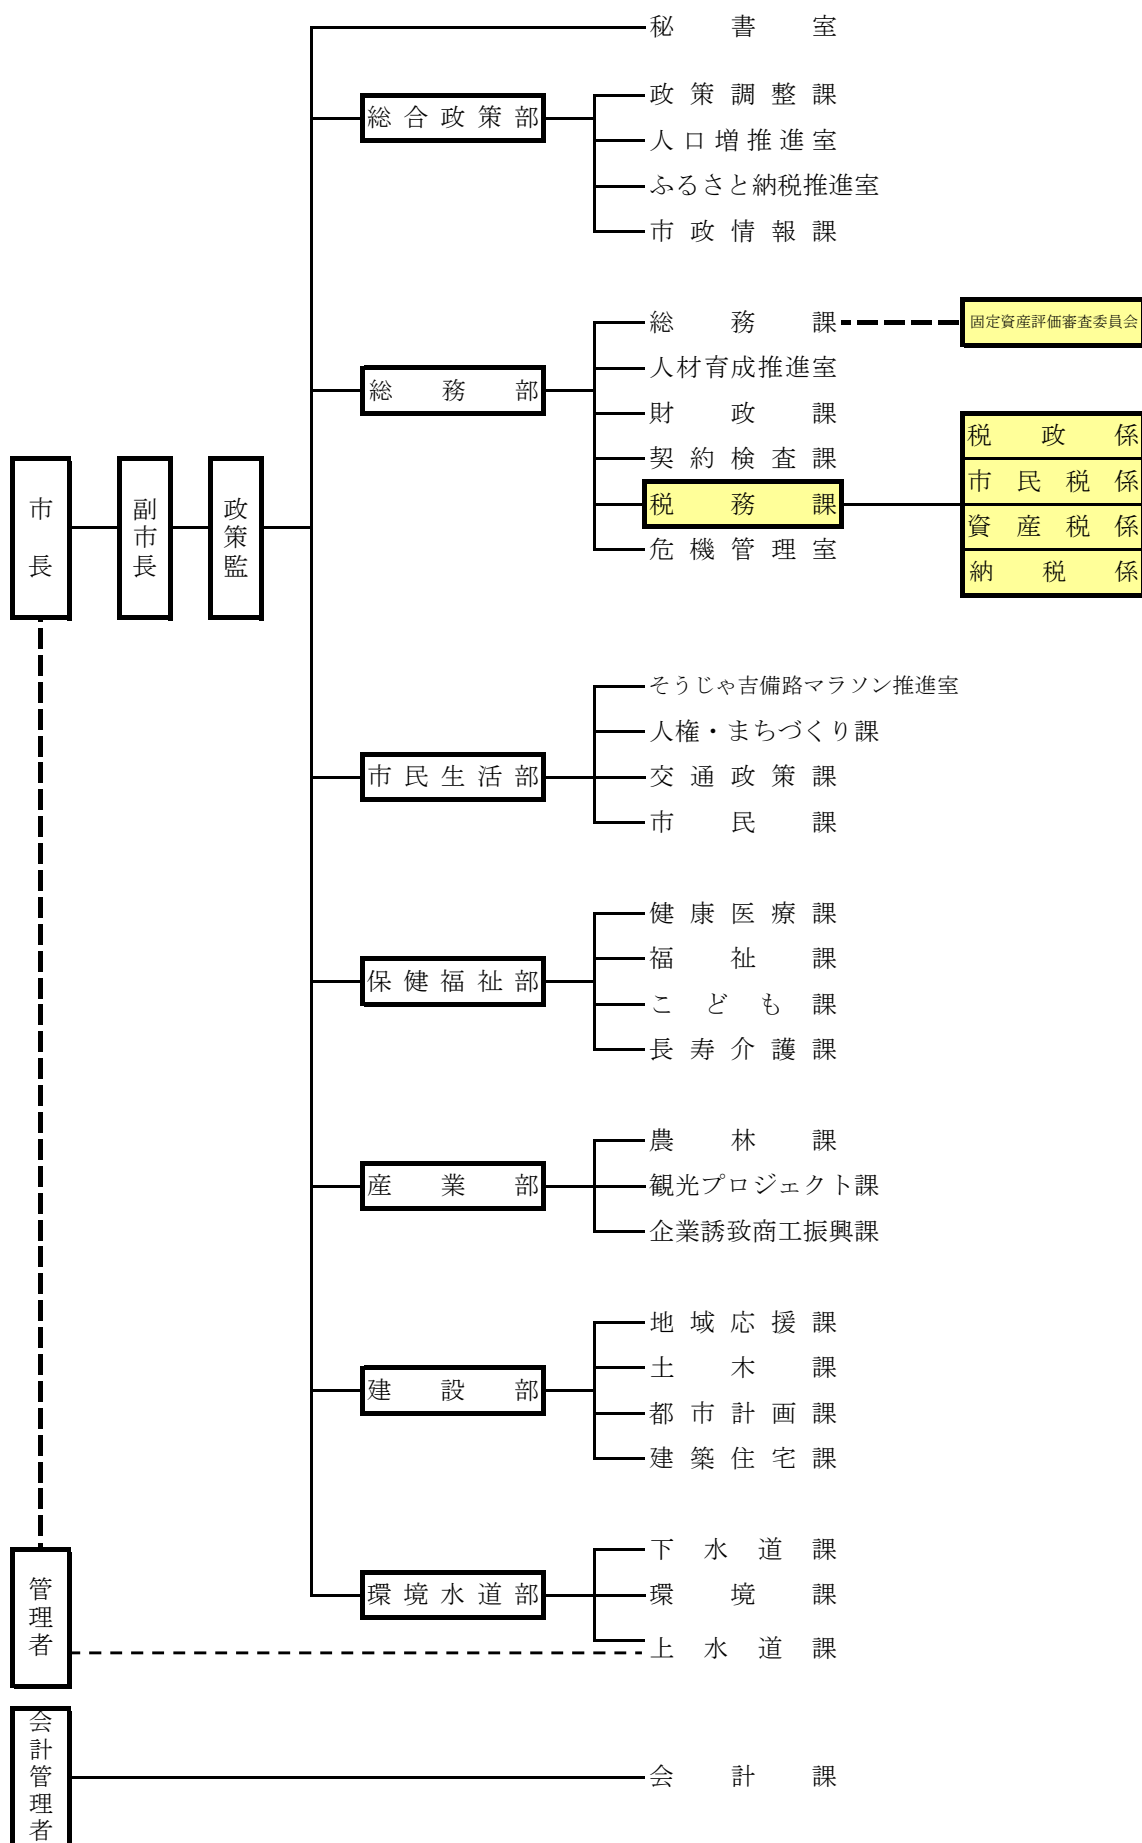 秘書室
総合政策部
政策調整課
人口増推進室
ふるさと納税推進室
市政情報課
総務部
総務課
固定資産評価審査委員会
人材育成推進室
財政課
契約検査課
税務課
税政係
市民税係
資産税係
納税係
危機管理室
市長
副市長
政策監
市民生活部
そうじゃ吉備路マラソン推進室
人権・まちづくり課
交通政策課
市民課
保健福祉部
健康医療課
福祉課
こども課
長寿介護課
産業部
農林課
観光プロジェクト課
企業誘致商工振興課
建設部
地域応援課
土木課
都市計画課
建築住宅課
環境水道部
下水道課
環境課
上水道課
管理者
会計管理者
会計課